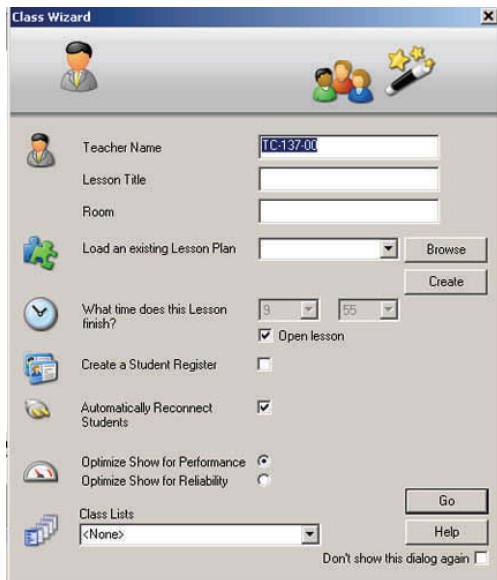 Class Wizard
Teacher Name
TC-137-00
Lesson Title
Room
Load an existing Lesson Plan
Browse
Create
What time does this Lesson
finish?
9
55
Open lesson
Create a Student Register
Automatically Reconnect
Students
Optimize Show for Performance
Optimize Show for Reliability
Go
Class Lists
<None>
Help
Don't show this dialog again